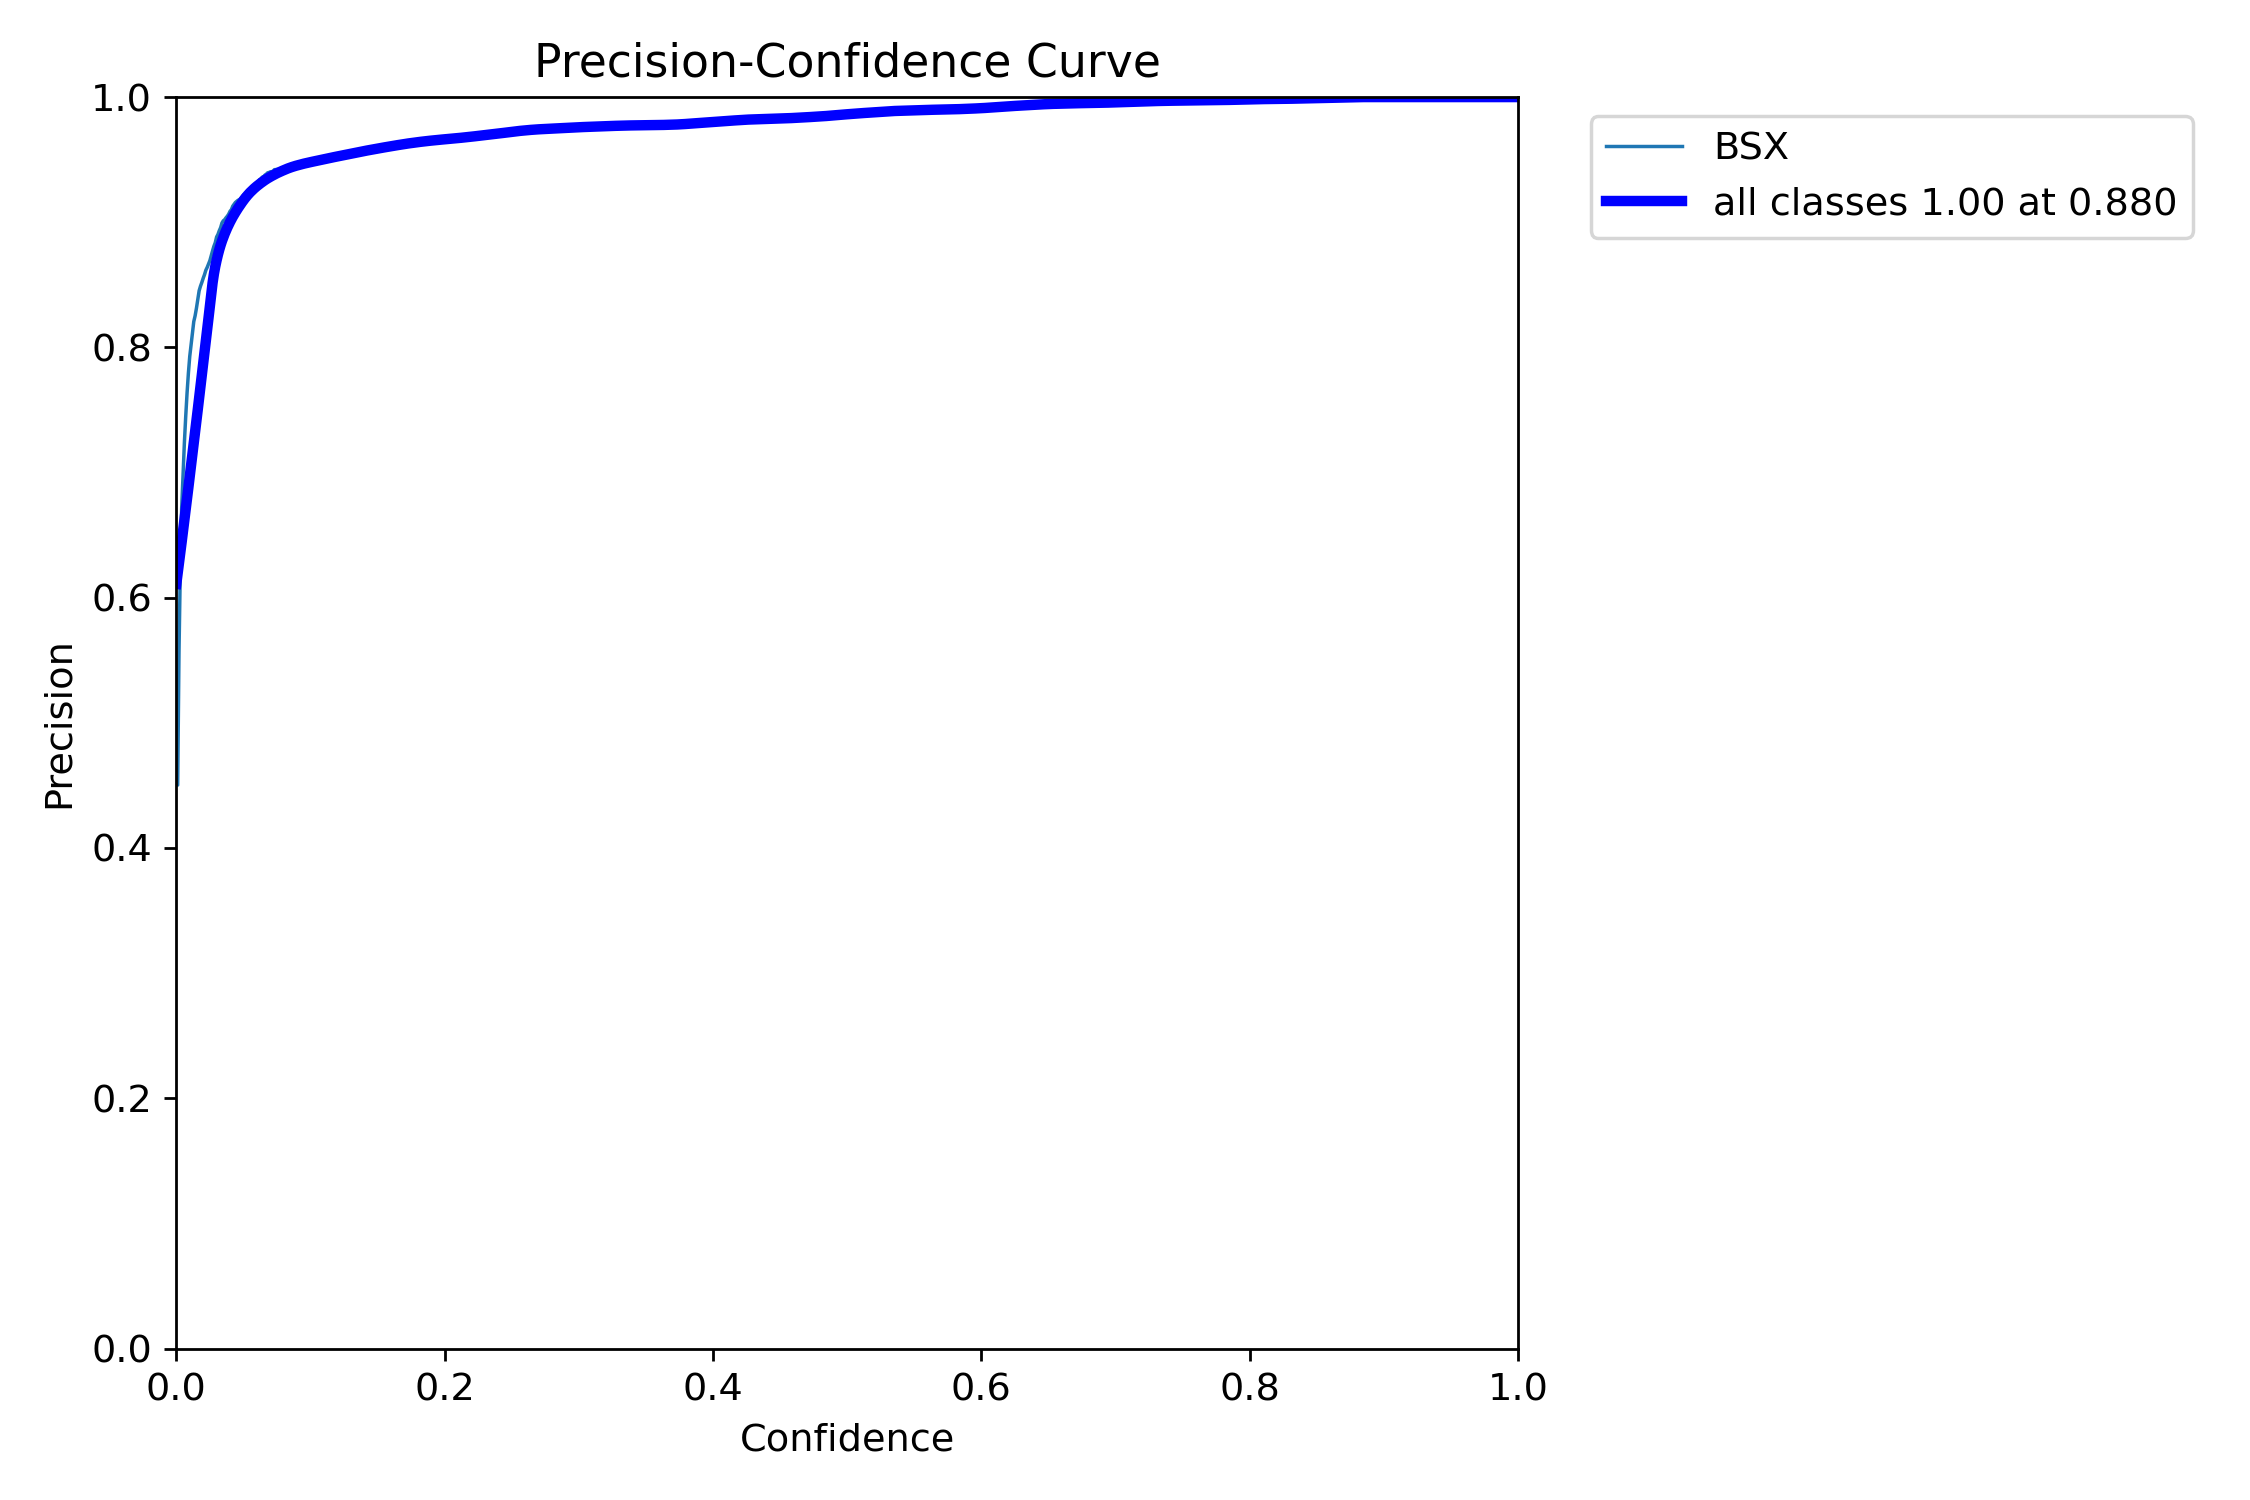 Precision-Confidence Curve
1.0
0.8
0.6
0.4
0.2
0.0
Precision
0.0 0.2 0.4 0.6 0.8 1.0
Confidence
BSX
all classes 1.00 at 0.880